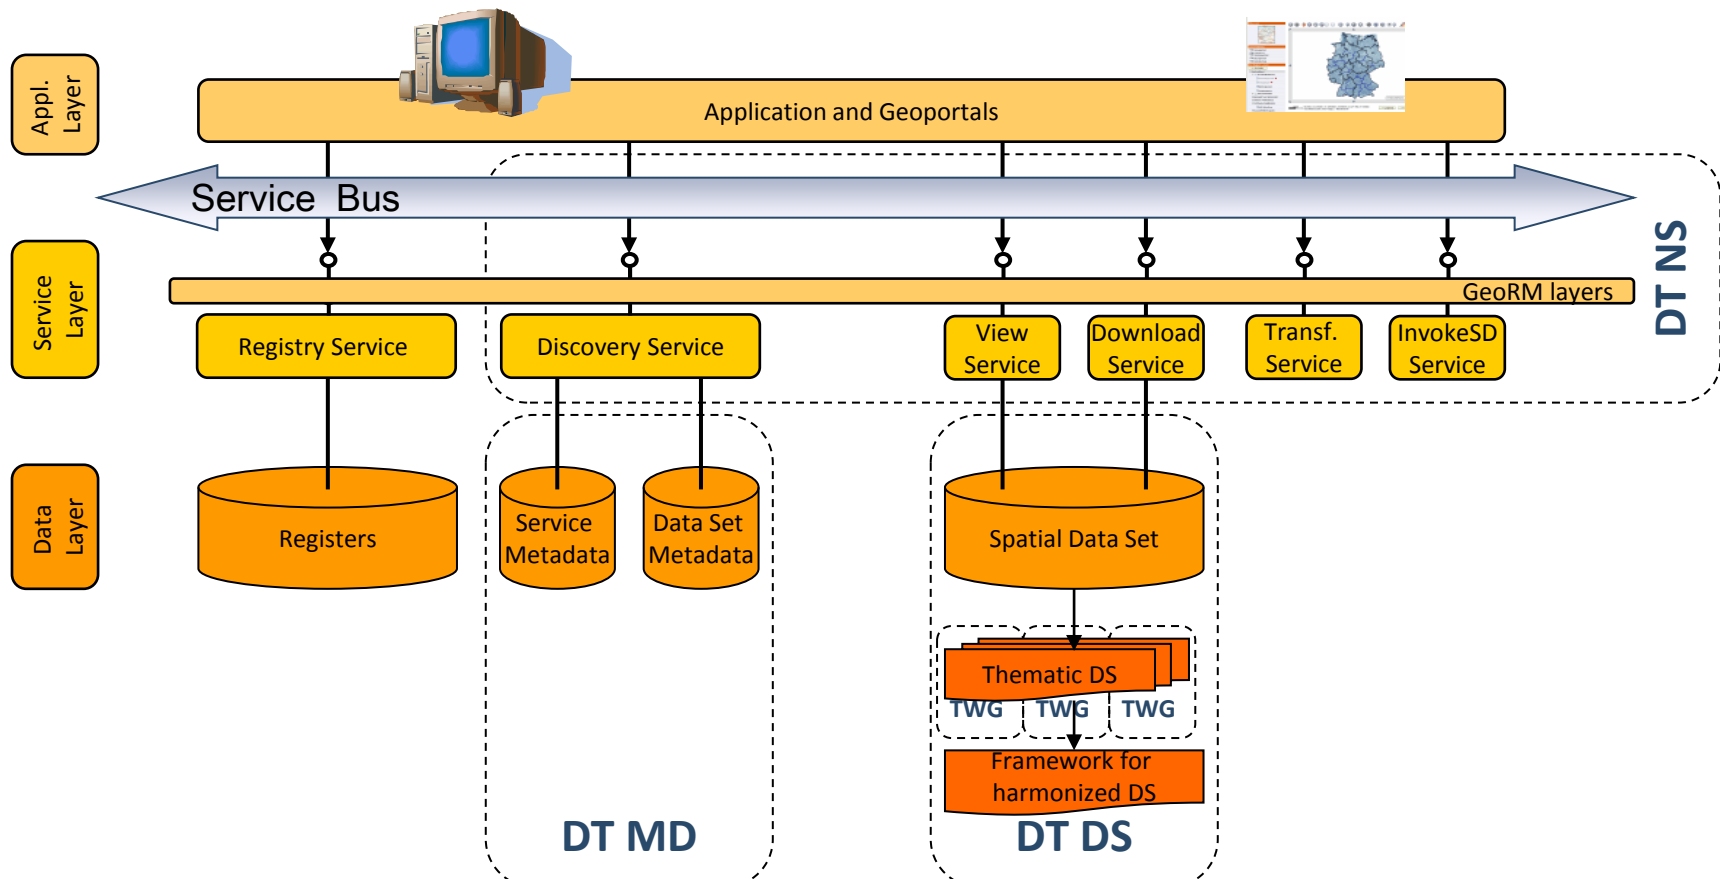 Appl.
Layer
Application and Geoportals
Service Bus
DT NS
Service
Layer
GeoRM layers
Registry Service
Discovery Service
View
Service
Download
Service
Transf.
Service
InvokeSD
Service
Data
Layer
Registers
Service
Metadata
Data Set
Metadata
Spatial Data Set
Thematic DS
TWG
TWG
TWG
Framework for
harmonized DS
DT MD
DT DS